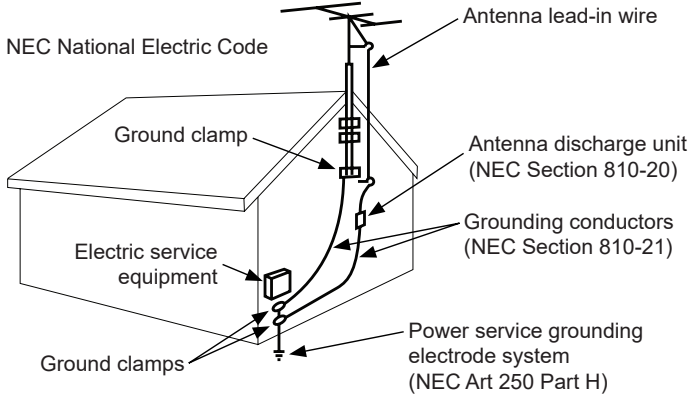 Antenna lead-in wire
NEC National Electric Code
Ground clamp
Antenna discharge unit
(NEC Section 810-20)
Grounding conductors
(NEC Section 810-21)
Electric service
equipment
Power service grounding
electrode system
(NEC Art 250 Part H)
Ground clamps